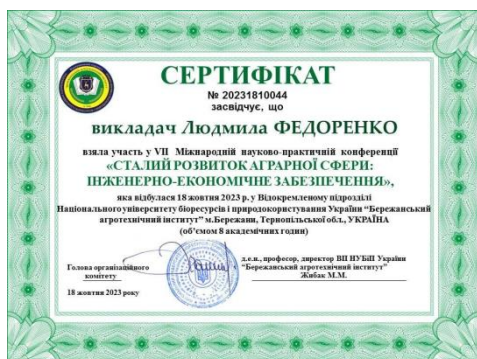 СЕРТИФІКАТ
№ 20231810044
засвідчує, що
викладач Людмила ФЕДОРЕНКО
взяла участь у VII Міжнародній науково-практичній конференції
«СТАЛИЙ РОЗВИТОК АГРАРНОЇ СФЕРИ:
ІНЖЕНЕРНО-ЕКОНОМІЧНЕ ЗАБЕЗПЕЧЕННЯ»,
яка відбулася 18 жовтня 2023 р. у Відокремленому підрозділі
Національного університету біоресурсів і природокористування України “Бережанський
агротехнічний інститут” м.Бережани, Тернопільської обл., УКРАЇНА
(об’ємом 8 академічних годин)
Голова організаційного
комітету
д.е.н., професор, директор ВП НУБіП України
“Бережанський агротехнічний інститут”
Жибак М.М.
18 жовтня 2023 року